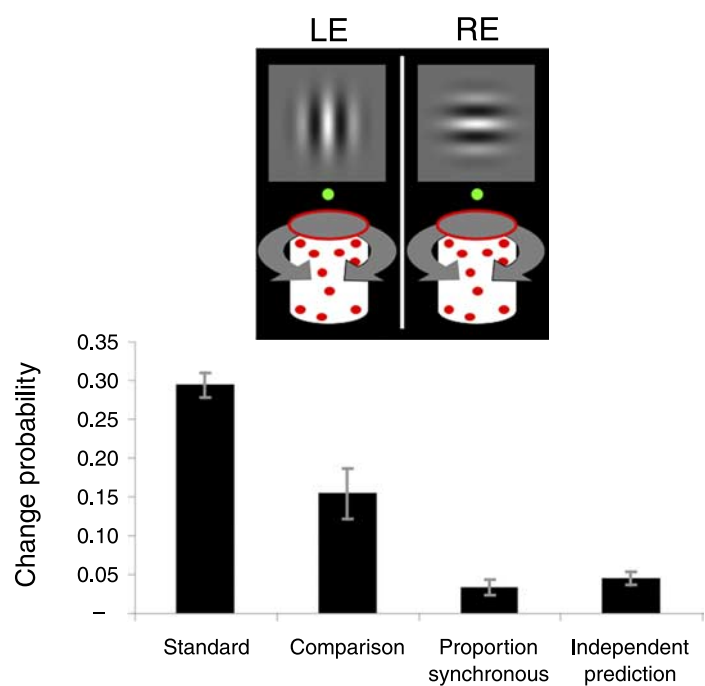 LE RE
Change probability
0.35
0.30
0.25
0.20
0.15
0.10
0.05
–
Standard Comparison Proportion Independent
synchronous prediction